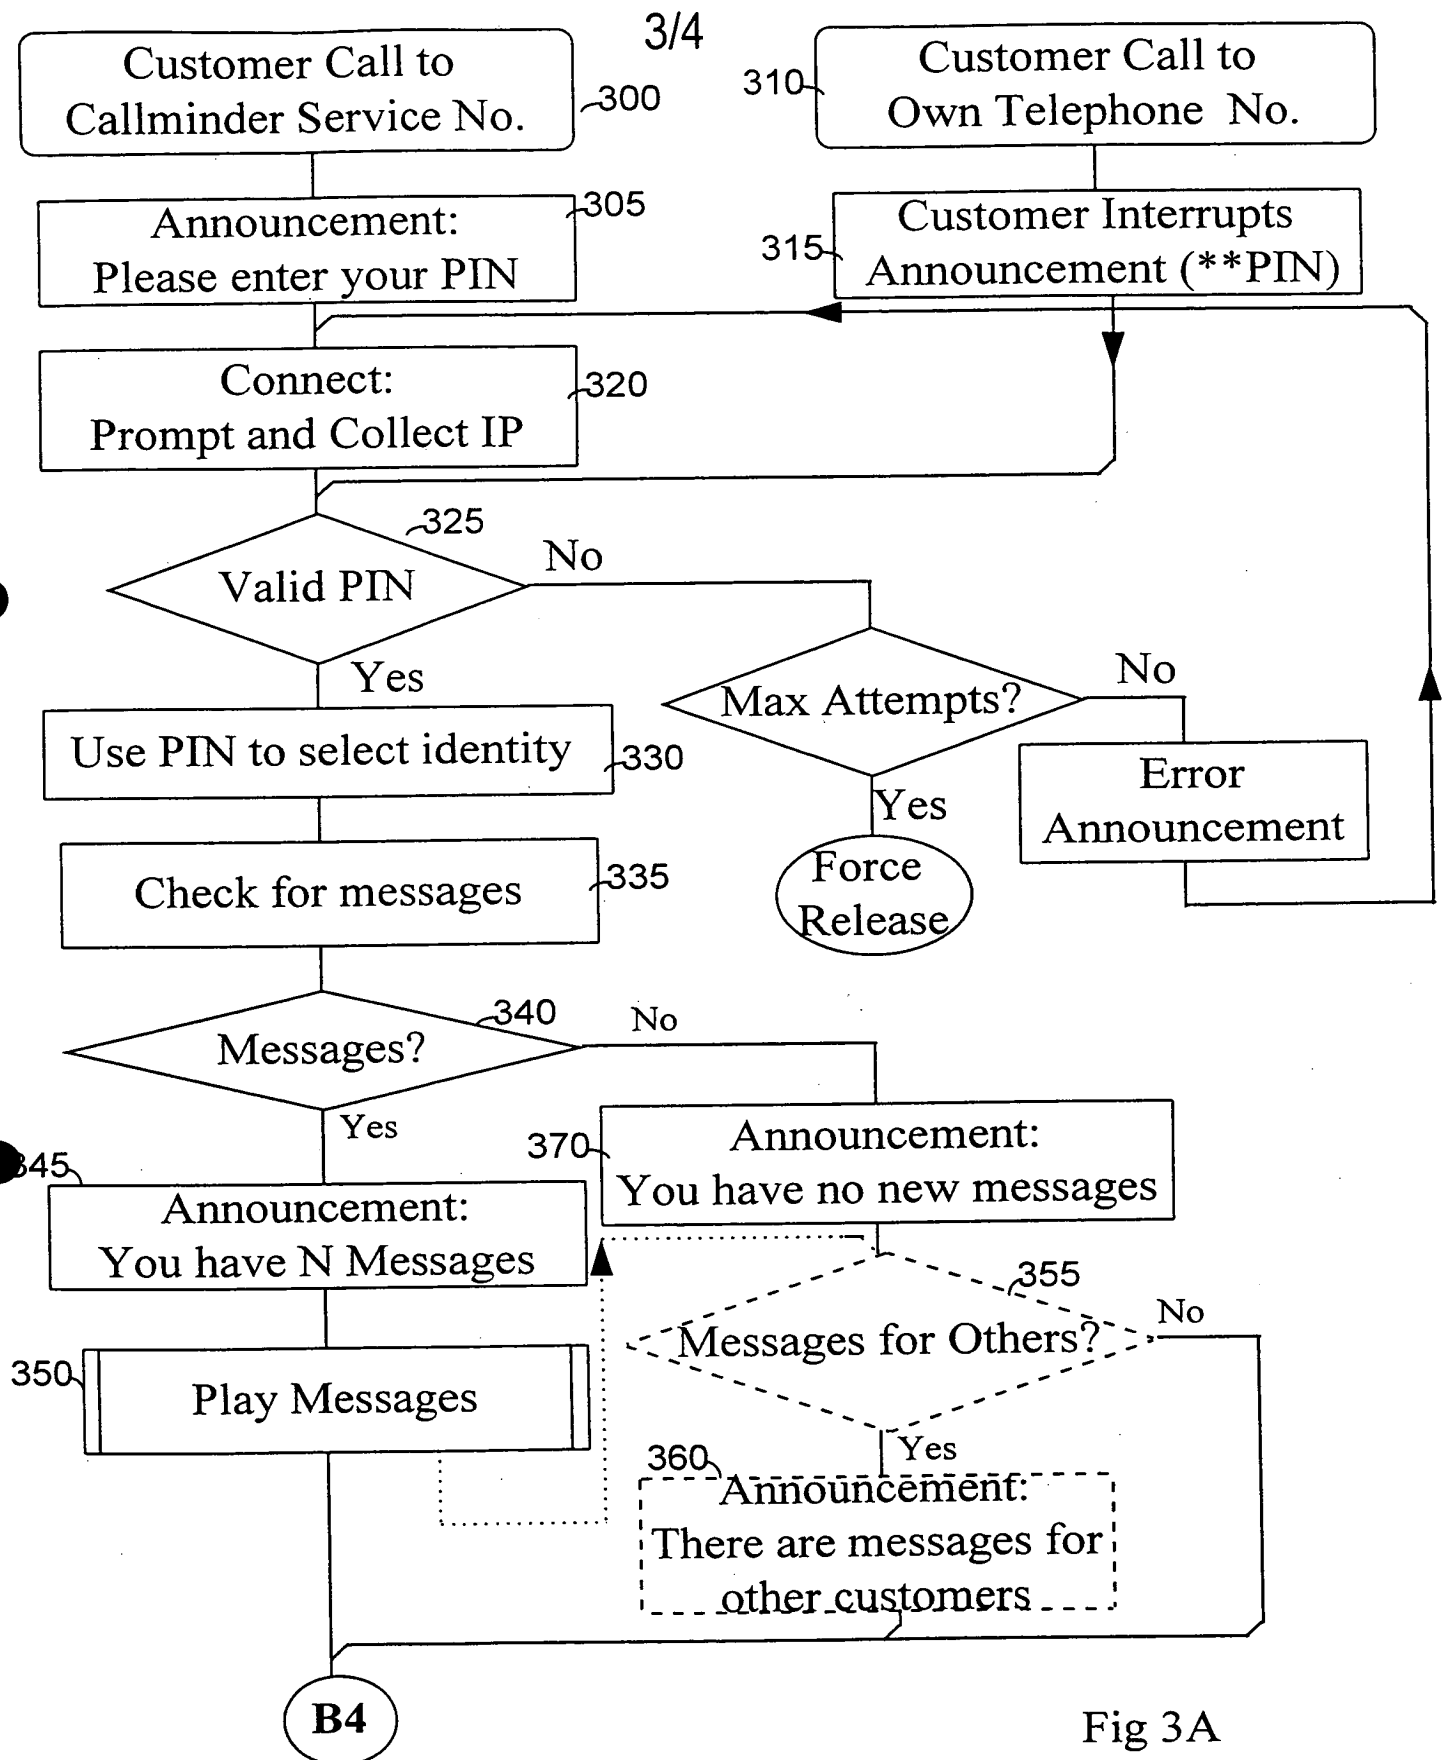 3/4
Customer Call to
Callminder Service No.
300
310
Customer Call to
Own Telephone No.
Announcement:
Please enter your PIN
305
315
Customer Interrupts
Announcement (**PIN)
Connect:
Prompt and Collect IP
320
325
Valid PIN
No
Yes
Max Attempts?
No
Use PIN to select identity
330
Yes
Error
Announcement
Force
Release
Check for messages
335
340
Messages?
No
Yes
370
Announcement:
You have no new messages
345
Announcement:
You have N Messages
355
Messages for Others?
No
350
Play Messages
Yes
360
Announcement:
There are messages for
other customers
B4
Fig 3A